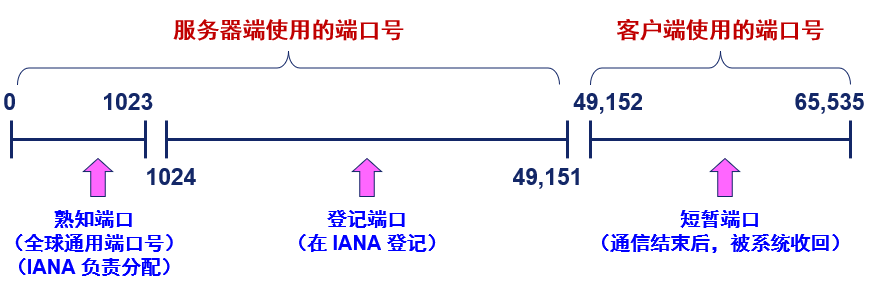 服务器端使用的端口号
客户端使用的端口号
0
1023
49,152
65,535
1024
49,151
熟知端口
（全球通用端口号）
（IANA 负责分配）
登记端口
（在 IANA 登记）
短暂端口
（通信结束后，被系统收回）